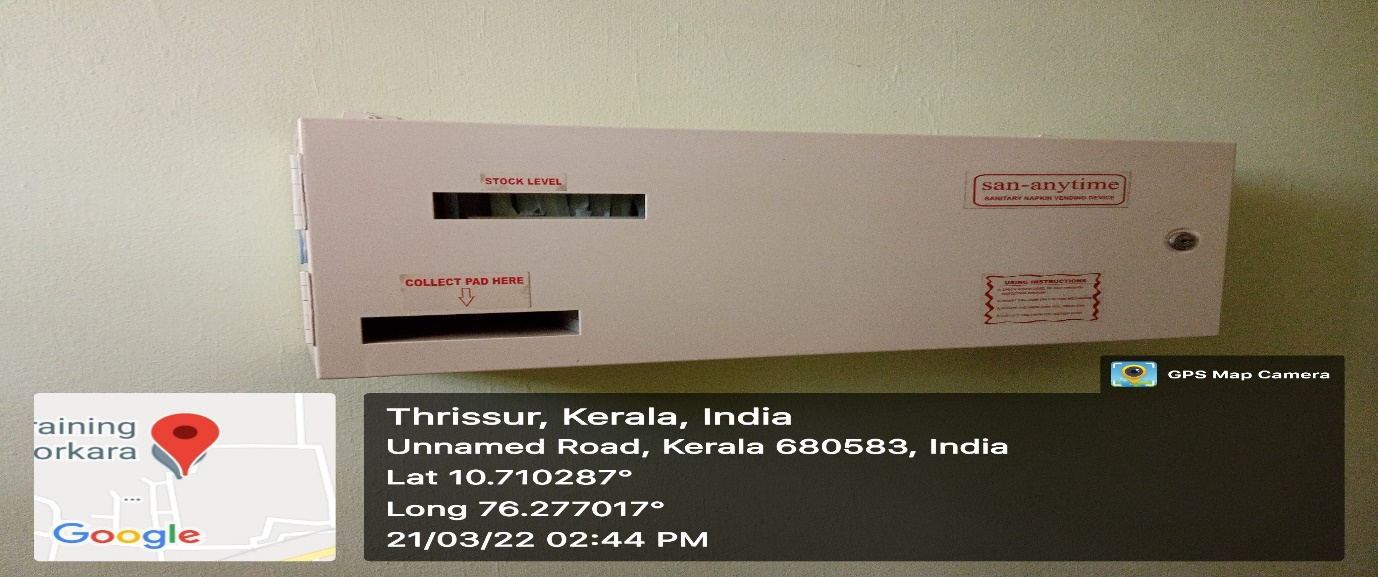 STOCK LEVEL
san-anytime
SANITARY NAPKIN VENDING DEVICE
COLLECT PAD HERE
USING INSTRUCTIONS
GPS Map Camera
raining
orkara
...
Google
Thrissur, Kerala, India
Unnamed Road, Kerala 680583, India
Lat 10.710287°
Long 76.277017°
21/03/22 02:44 PM